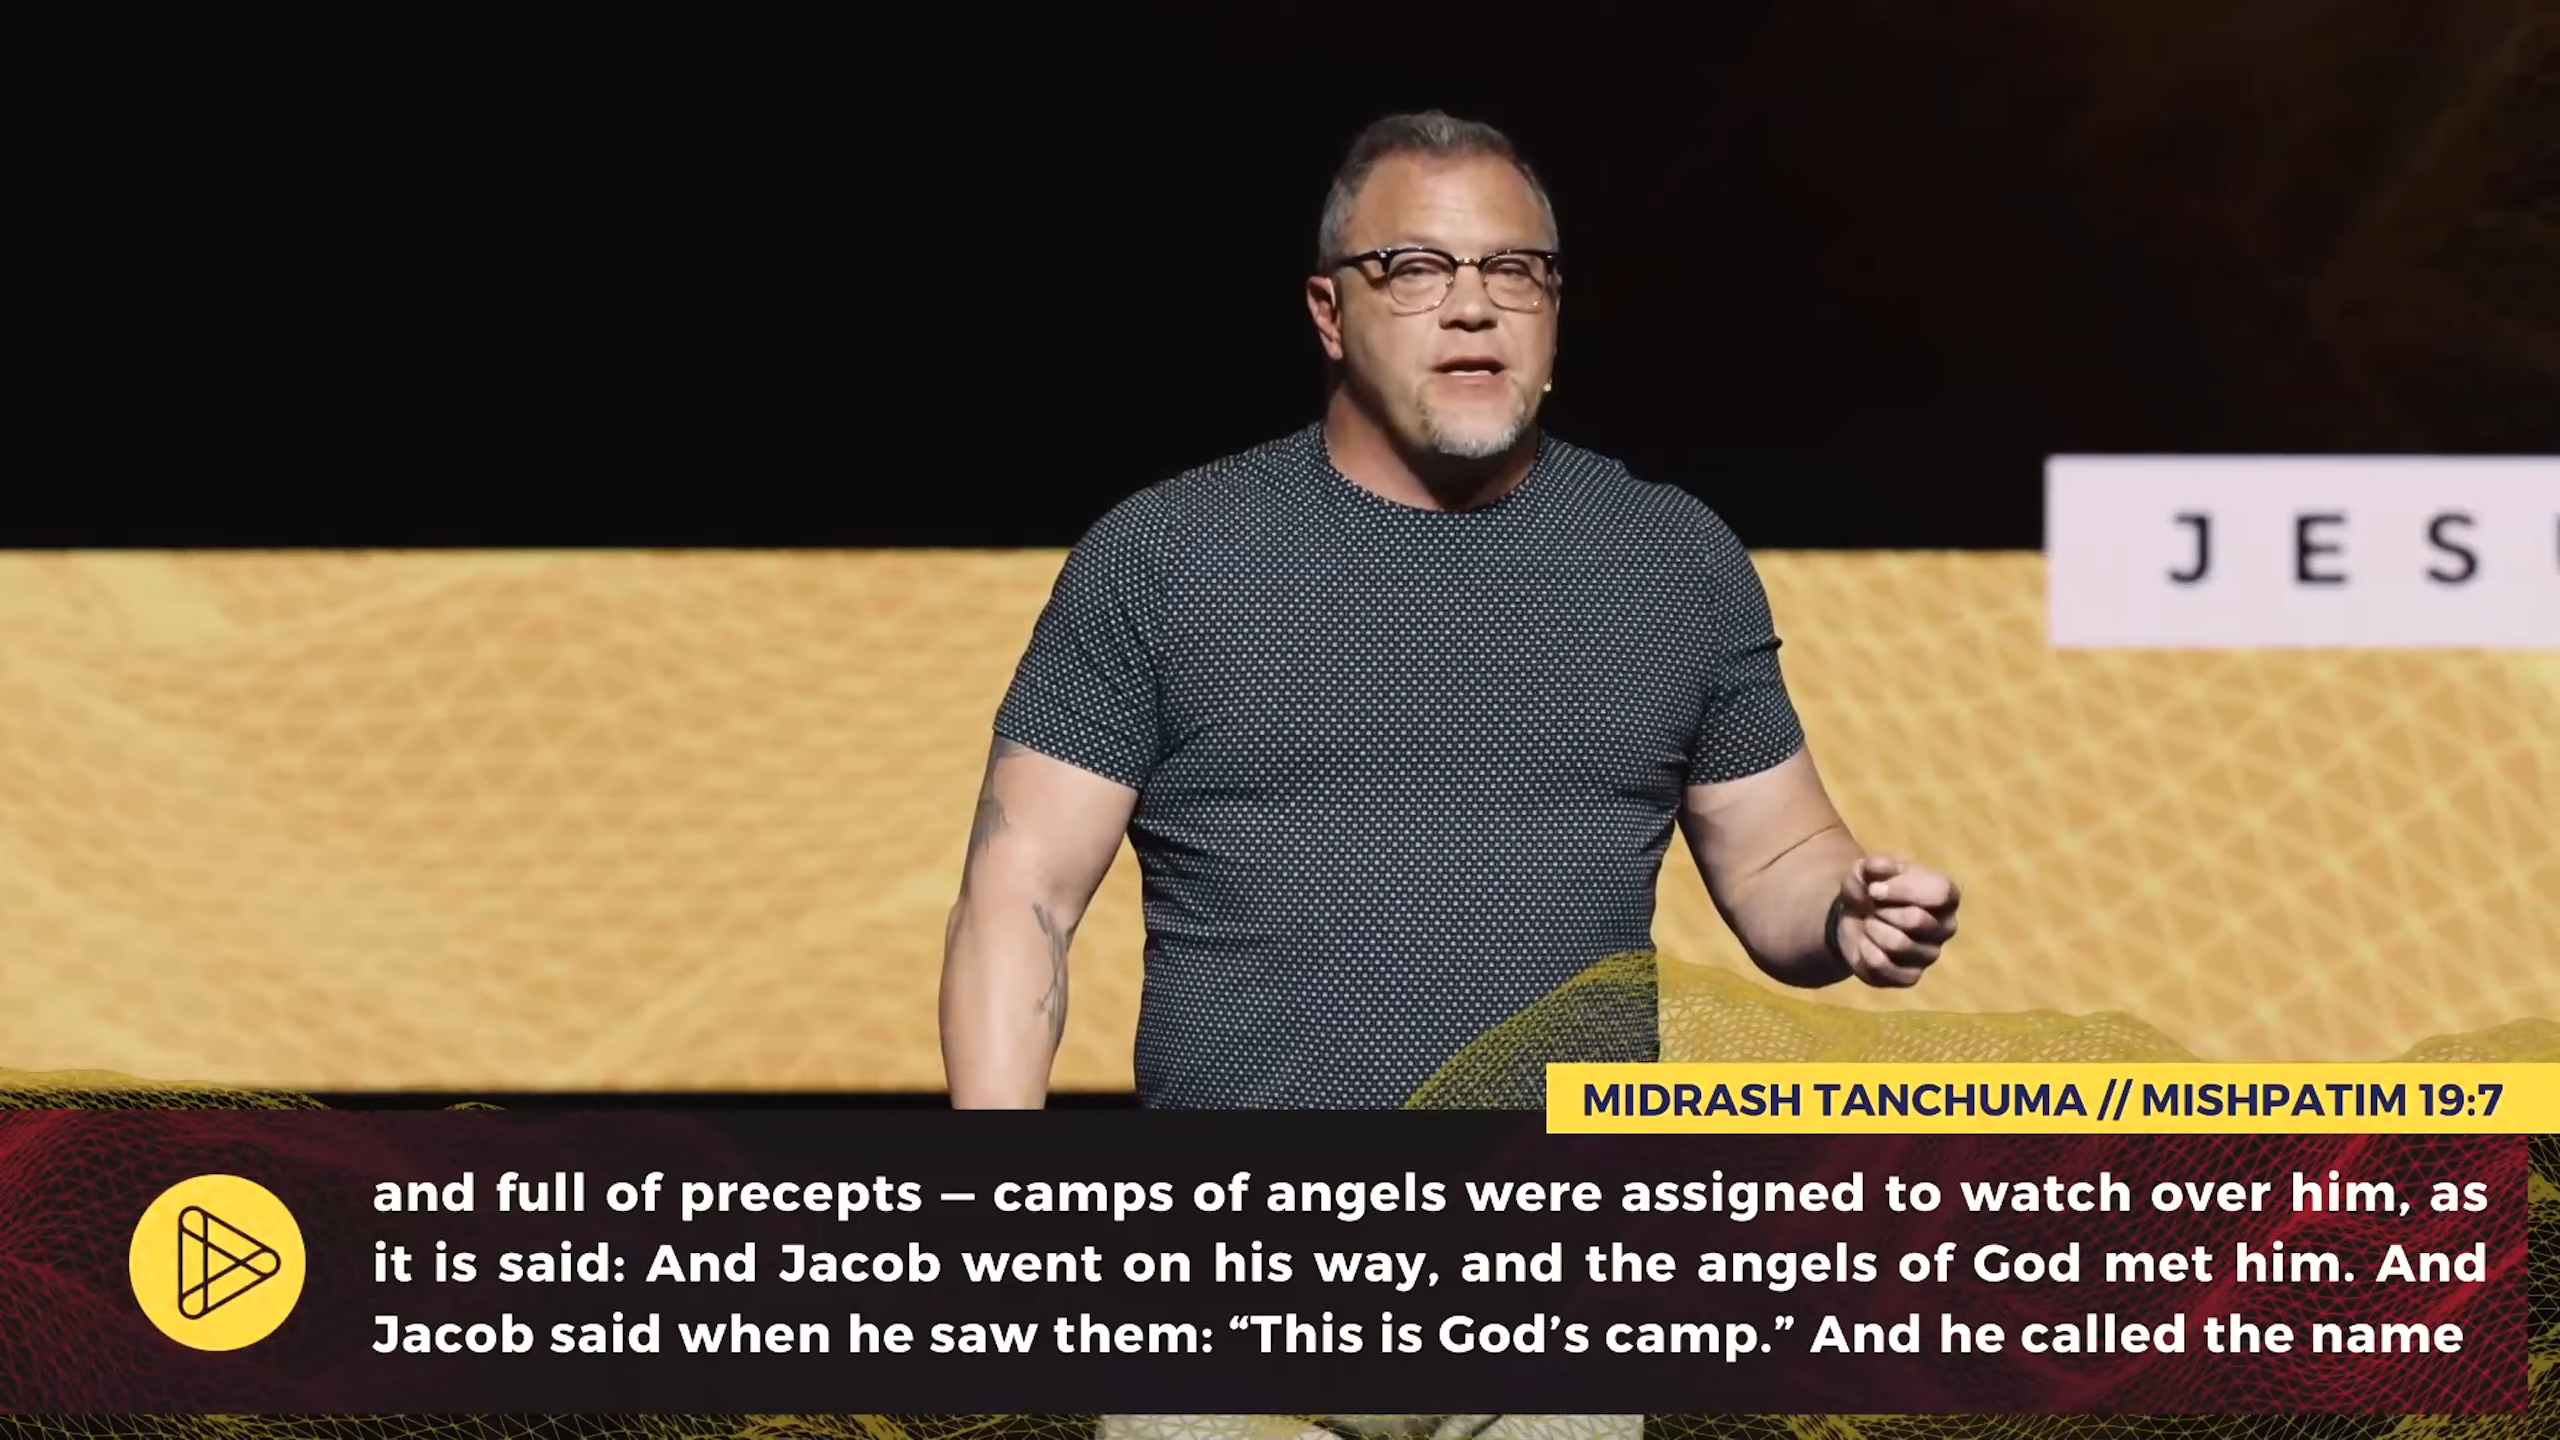 JESU
MIDRASH TANCHUMA // MISHPATIM 19:7
and full of precepts – camps of angels were assigned to watch over him, as
it is said: And Jacob went on his way, and the angels of God met him. And
Jacob said when he saw them: “This is God’s camp.” And he called the name